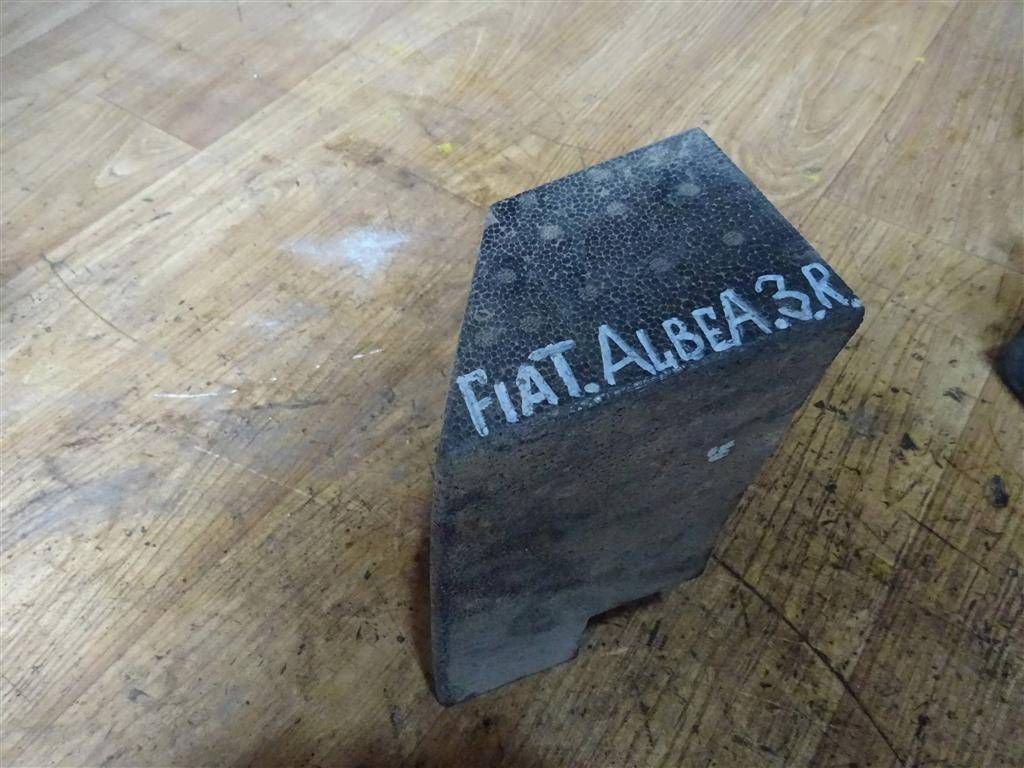 FIAT. ALBEA. 3. R.